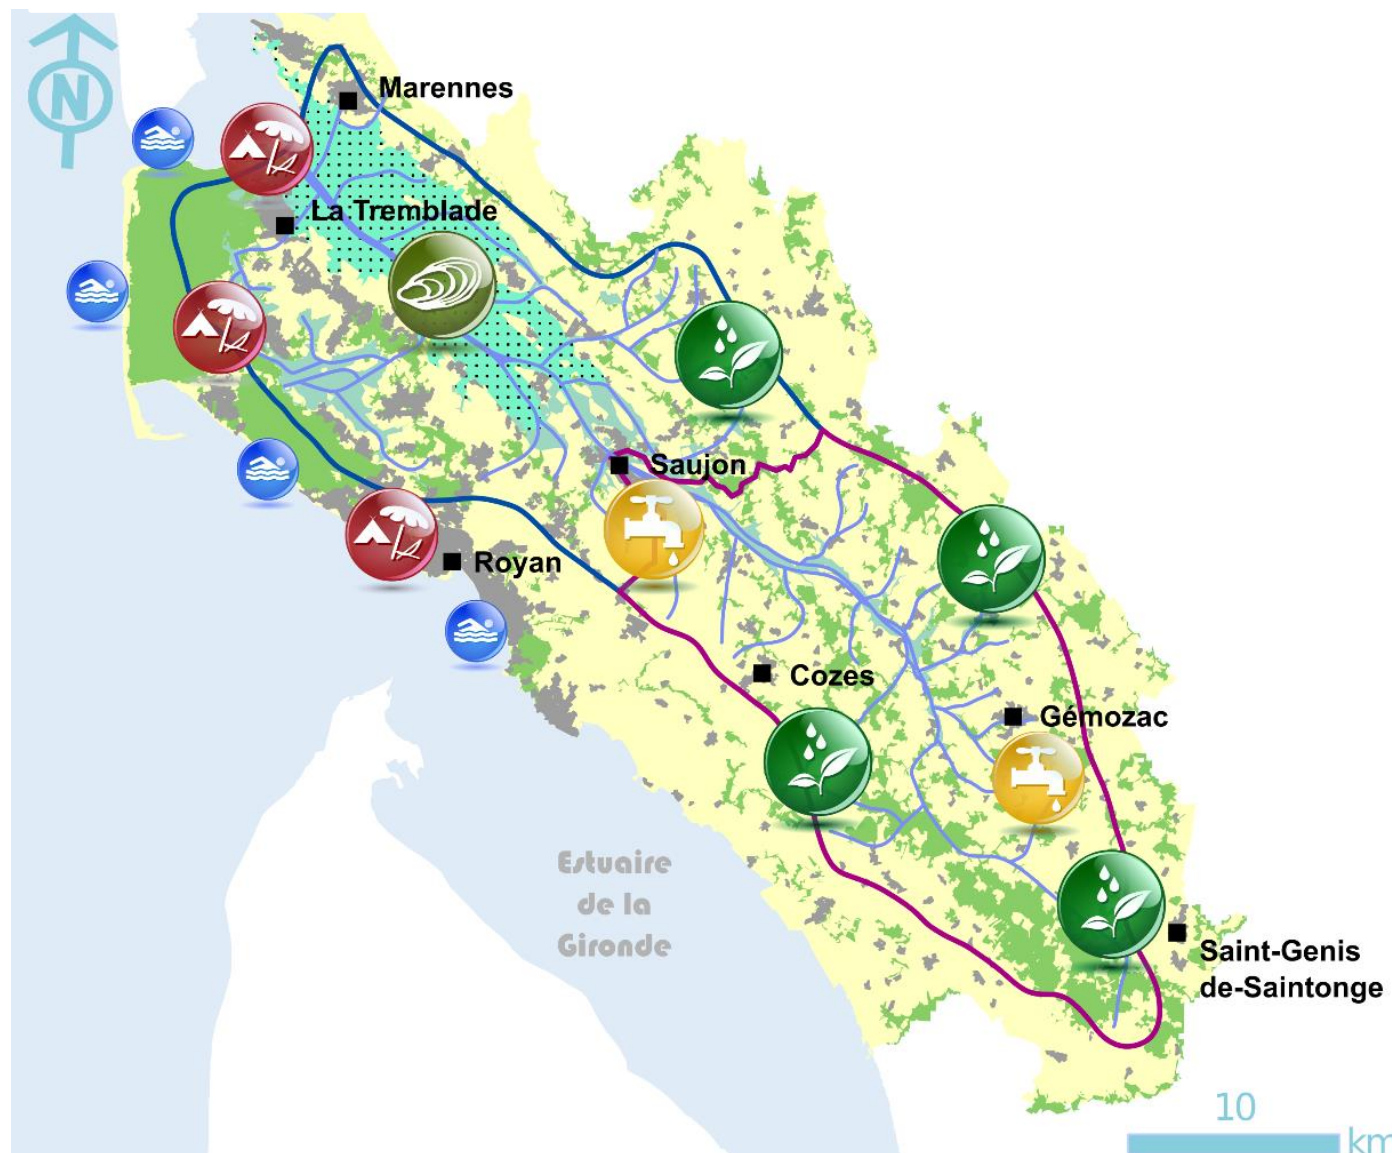 N
Marennes
La Tremblade
Saujon
Royan
Cozes
Gémozac
Estuaire
de la
Gironde
Saint-Genis
de-Saintonge
10
km